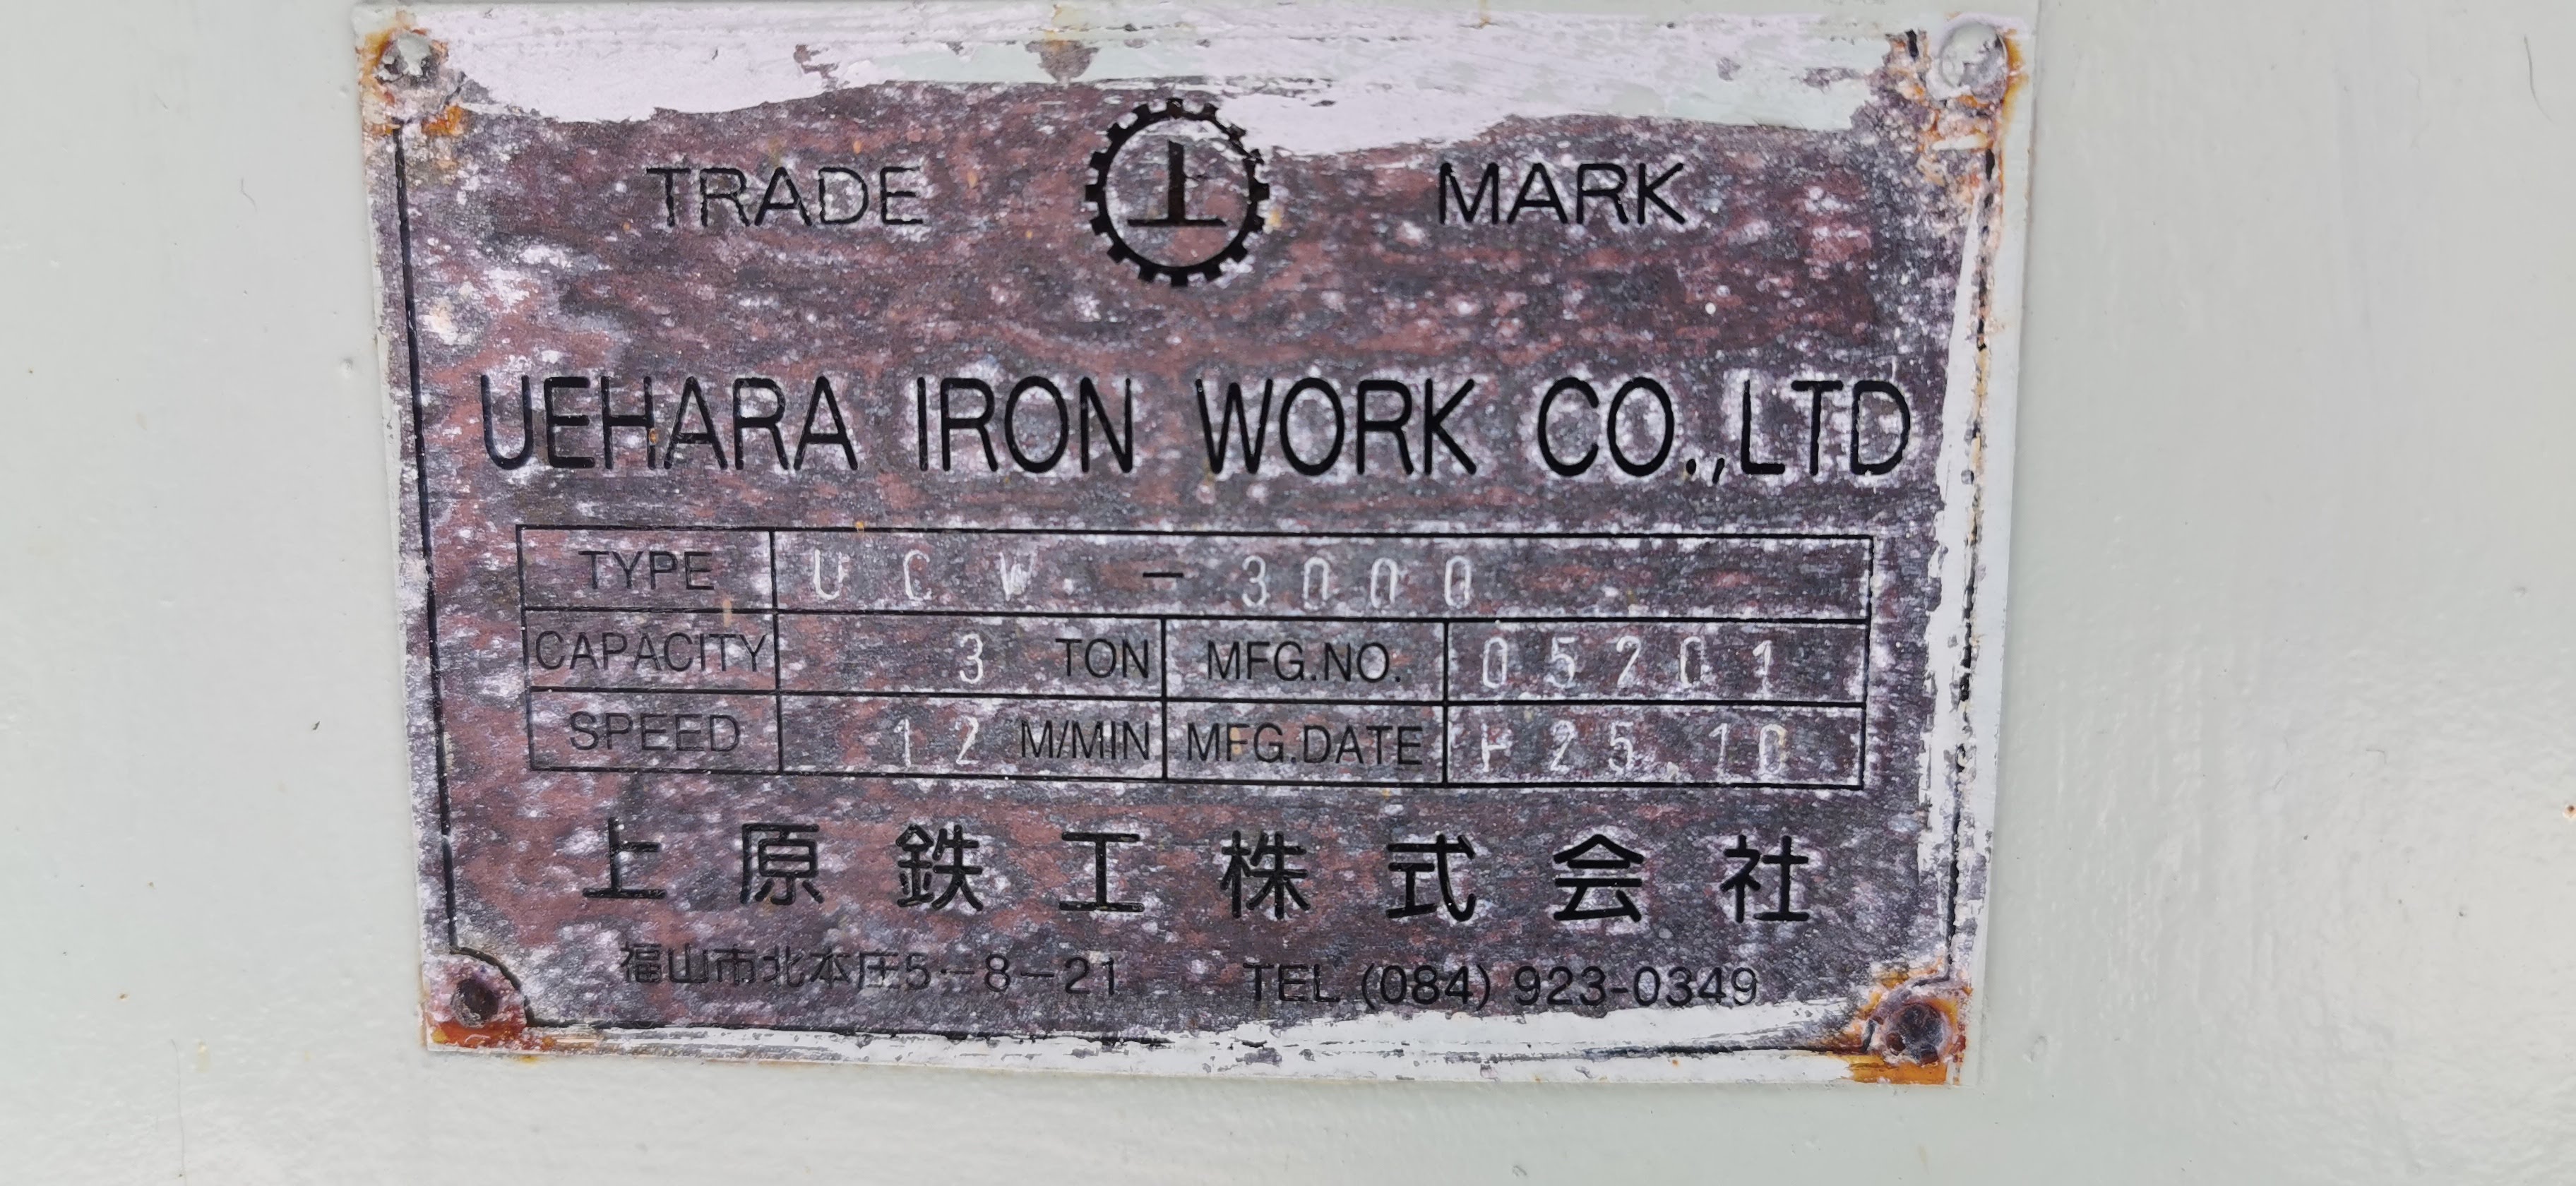 TRADE 上 MARK
UEHARA IRON WORK CO.,LTD
TYPE UCW-3000
CAPACITY 3 TON MFG.NO. 05201
SPEED 12 M/MIN MFG.DATE H25.10
上原鉄工株式会社
福山市北本庄5-8-21 TEL (084) 923-0349